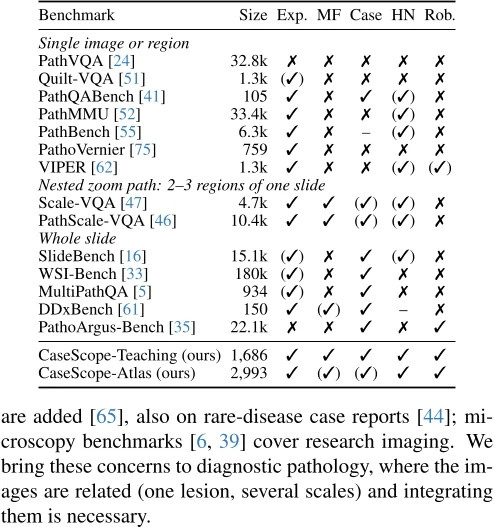 Benchmark Size Exp. MF Case HN Rob.
Single image or region
PathVQA [24] 32.8k ✗ ✗ ✗ ✗ ✗
Quilt-VQA [51] 1.3k (✓) ✗ ✗ ✗ ✗
PathQABench [41] 105 ✓ ✗ ✓ (✓) ✗
PathMMU [52] 33.4k ✓ ✗ ✗ (✓) ✗
PathBench [55] 6.3k ✓ ✗ – (✓) ✗
PathoVernier [75] 759 ✓ ✗ ✗ ✗ ✗
VIPER [62] 1.3k ✓ ✗ ✗ (✓) (✓)
Nested zoom path: 2–3 regions of one slide
Scale-VQA [47] 4.7k ✓ ✓ (✓) (✓) ✗
PathScale-VQA [46] 10.4k ✓ ✓ (✓) (✓) ✗
Whole slide
SlideBench [16] 15.1k (✓) ✗ ✓ (✓) ✗
WSI-Bench [33] 180k (✓) ✗ ✓ ✗ ✗
MultiPathQA [5] 934 (✓) ✗ ✓ ✗ ✗
DDxBench [61] 150 ✓ (✓) ✓ – ✗
PathoArgus-Bench [35] 22.1k ✗ ✗ ✓ ✗ ✓
CaseScope-Teaching (ours) 1,686 ✓ ✓ ✓ ✓ ✓
CaseScope-Atlas (ours) 2,993 ✓ (✓) (✓) ✓ ✓
are added [65], also on rare-disease case reports [44]; mi-
croscopy benchmarks [6, 39] cover research imaging. We
bring these concerns to diagnostic pathology, where the im-
ages are related (one lesion, several scales) and integrating
them is necessary.